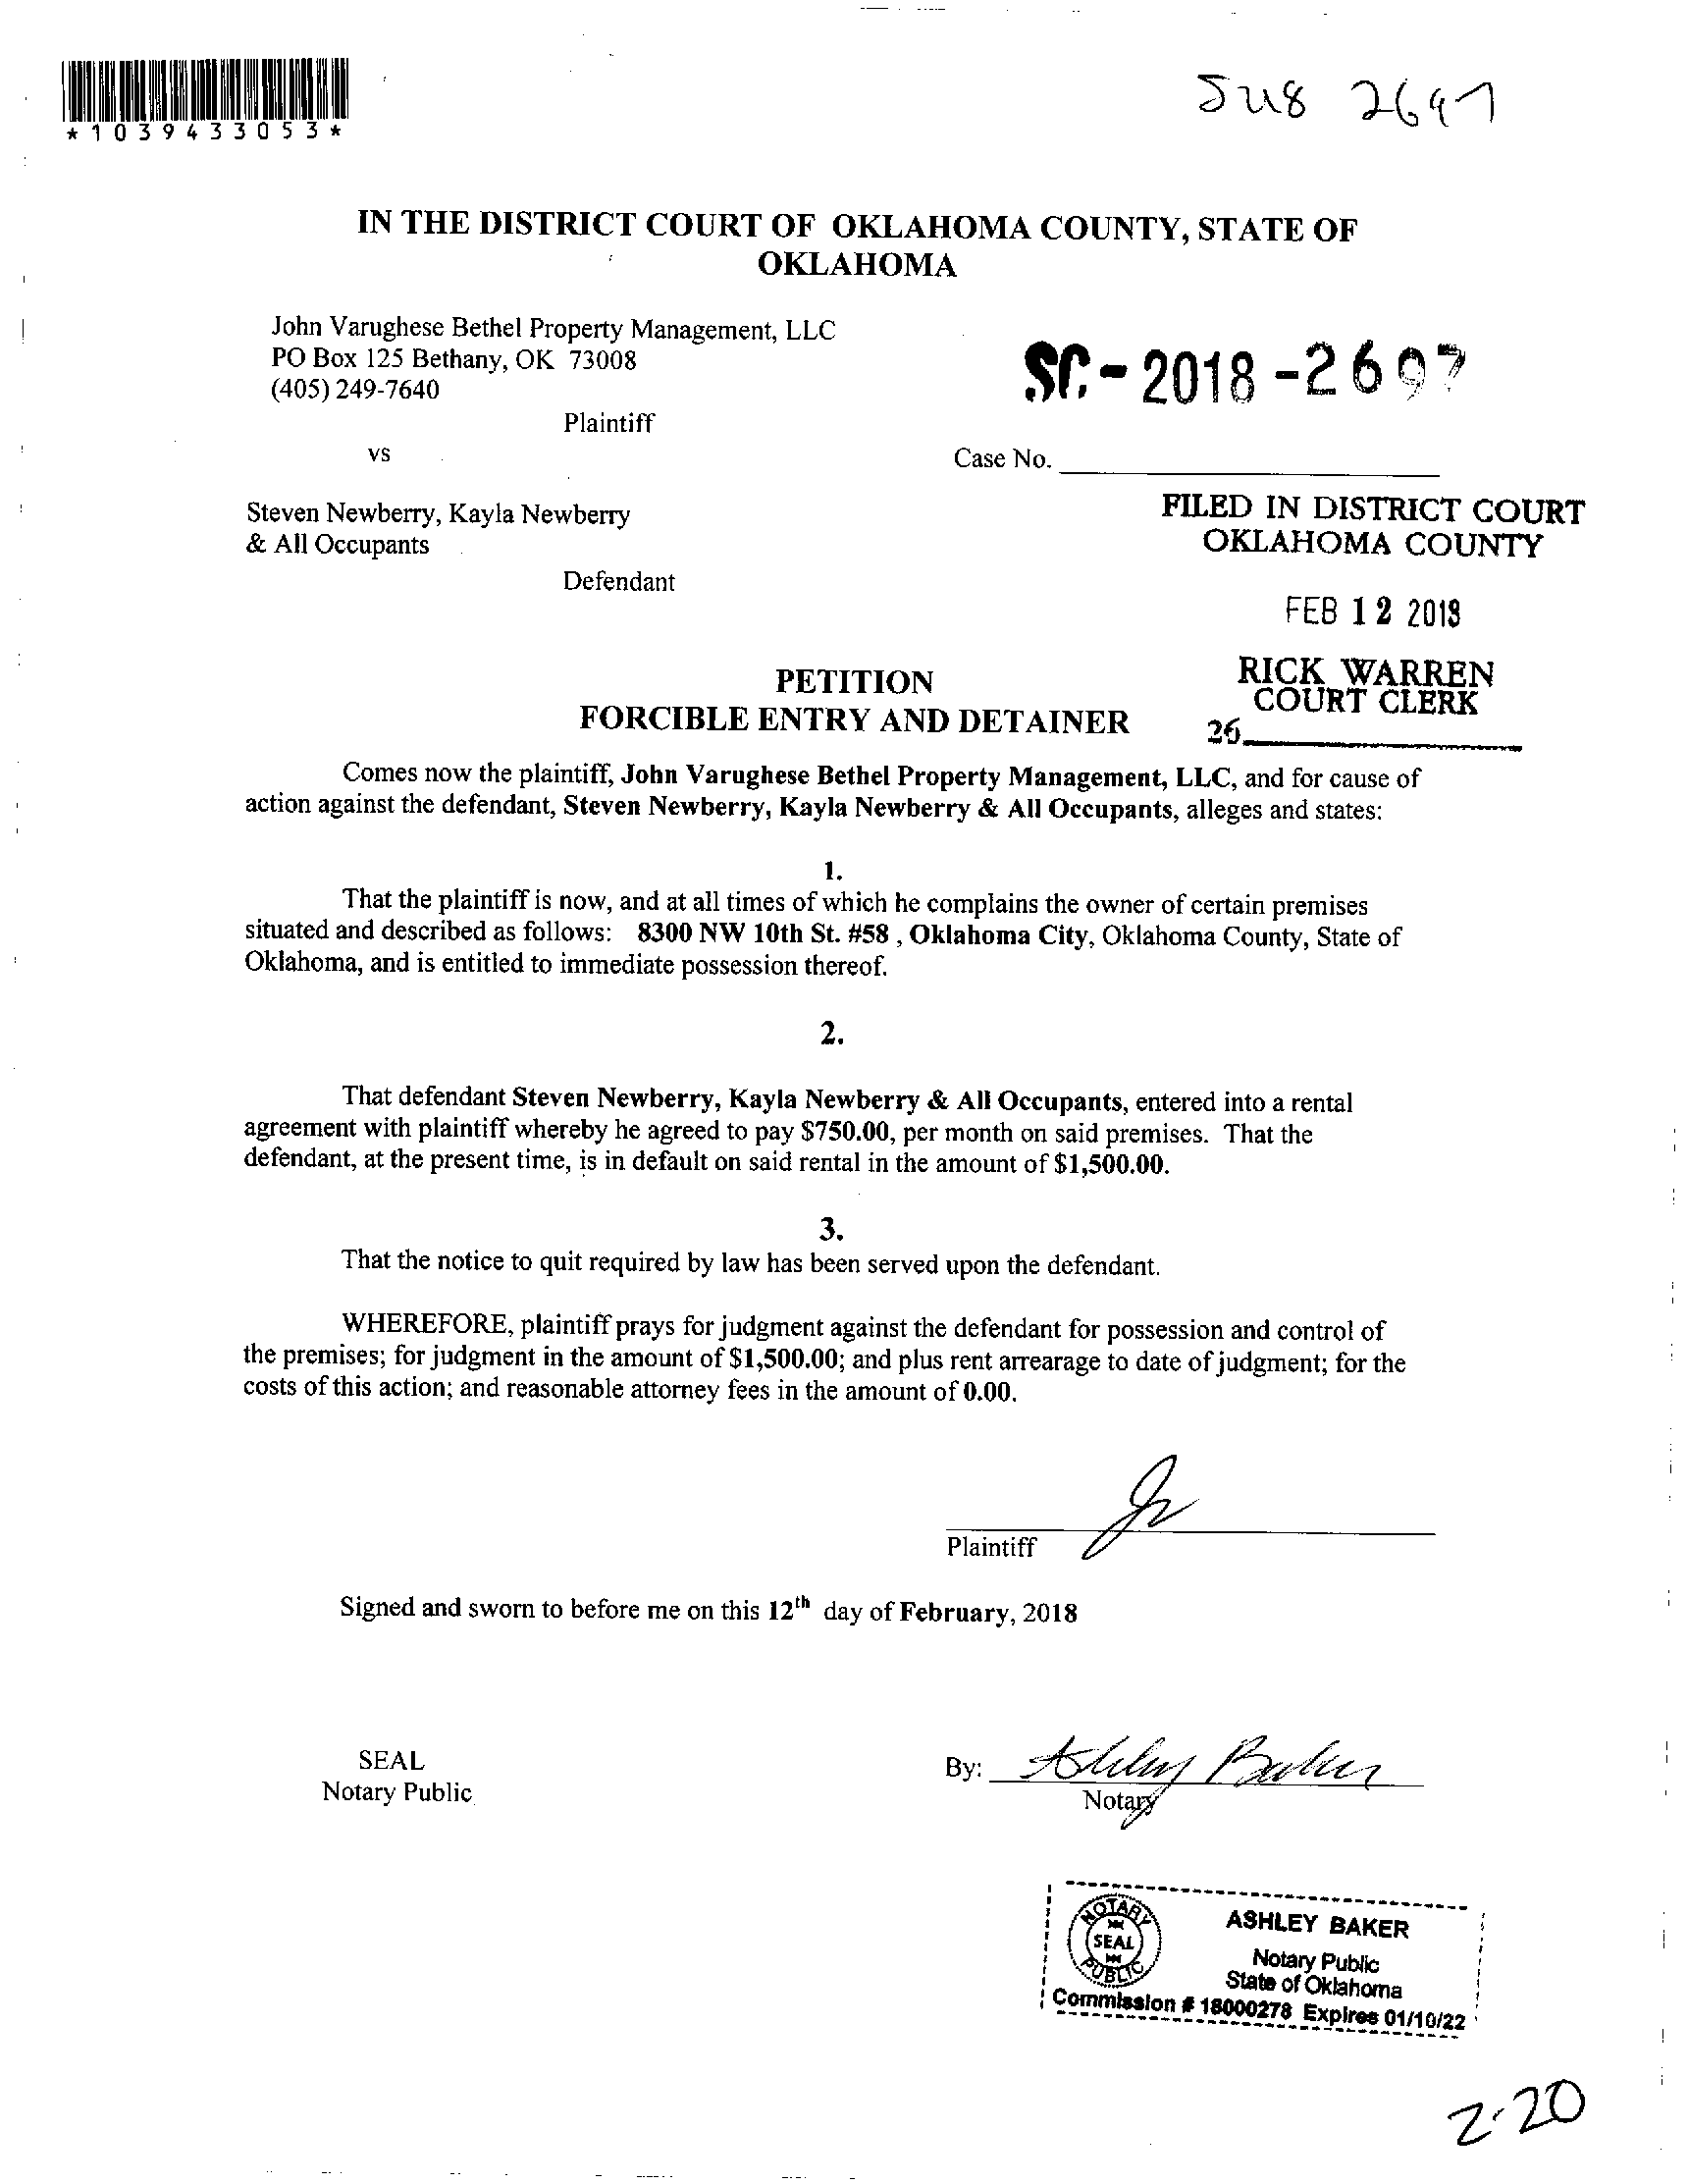 *1039433053*
IN THE DISTRICT COURT OF OKLAHOMA COUNTY, STATE OF
OKLAHOMA
John Varughese Bethel Property Management, LLC
PO Box 125 Bethany, OK 73008
(405) 249-7640
SC - 2018 - 2697
Plaintiff
vs
Case No.
Steven Newberry, Kayla Newberry
& All Occupants
Defendant
FILED IN DISTRICT COURT
OKLAHOMA COUNTY
FEB 12 2018
RICK WARREN
COURT CLERK
26
PETITION
FORCIBLE ENTRY AND DETAINER
Comes now the plaintiff, John Varughese Bethel Property Management, LLC, and for cause of
action against the defendant, Steven Newberry, Kayla Newberry & All Occupants, alleges and states:
1.
That the plaintiff is now, and at all times of which he complains the owner of certain premises
situated and described as follows: 8300 NW 10th St. #58 , Oklahoma City, Oklahoma County, State of
Oklahoma, and is entitled to immediate possession thereof.
2.
That defendant Steven Newberry, Kayla Newberry & All Occupants, entered into a rental
agreement with plaintiff whereby he agreed to pay $750.00, per month on said premises. That the
defendant, at the present time, is in default on said rental in the amount of $1,500.00.
3.
That the notice to quit required by law has been served upon the defendant.
WHEREFORE, plaintiff prays for judgment against the defendant for possession and control of
the premises; for judgment in the amount of $1,500.00; and plus rent arrearage to date of judgment; for the
costs of this action; and reasonable attorney fees in the amount of 0.00.
Plaintiff
Signed and sworn to before me on this 12th day of February, 2018
SEAL
Notary Public
By: Ashley Baker
Notary
NOTARY
SEAL
PUBLIC
ASHLEY BAKER
Notary Public
State of Oklahoma
Commission # 18000278 Expires 01/10/22
2-20